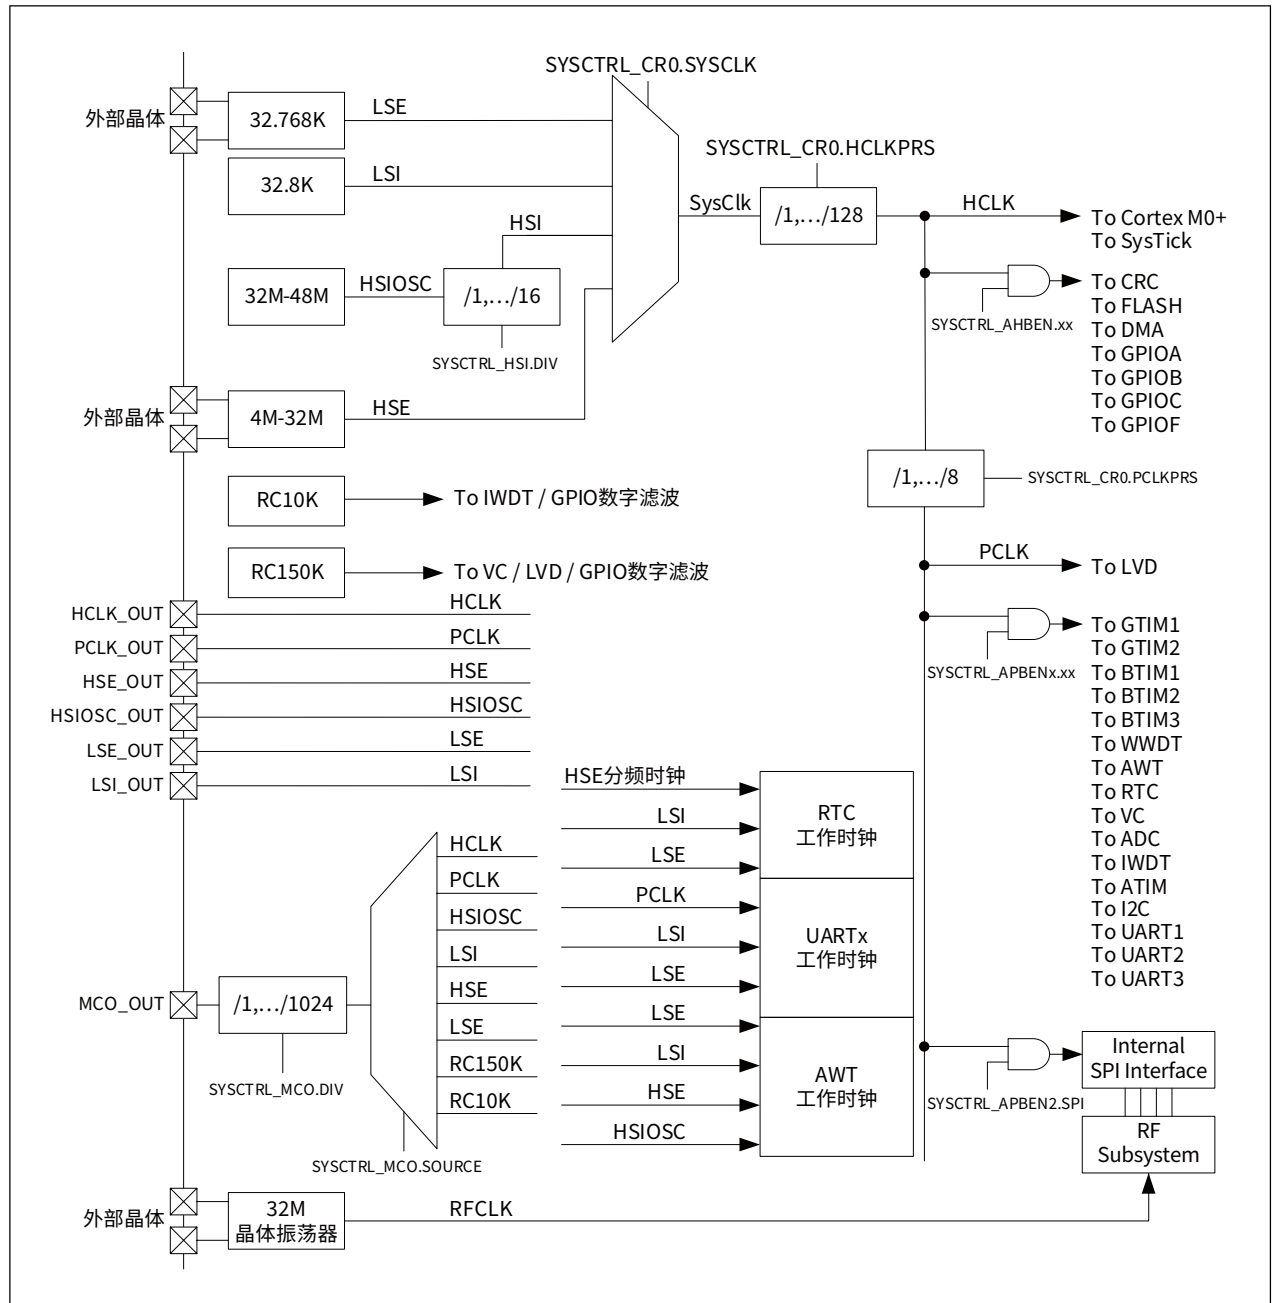 SYSCTRL_CR0.SYSCLK
外部晶体
32.768K
LSE
32.8K
LSI
SYSCTRL_CR0.HCLKPRS
SysClk
/1,…/128
HCLK
To Cortex M0+
To SysTick
HSI
32M-48M
HSIOSC
/1,…/16
SYSCTRL_HSI.DIV
SYSCTRL_AHBEN.xx
To CRC
To FLASH
To DMA
To GPIOA
To GPIOB
To GPIOC
To GPIOF
外部晶体
4M-32M
HSE
/1,…/8
SYSCTRL_CR0.PCLKPRS
RC10K
To IWDT / GPIO数字滤波
RC150K
To VC / LVD / GPIO数字滤波
PCLK
To LVD
HCLK_OUT
HCLK
PCLK_OUT
PCLK
HSE_OUT
HSE
HSIOSC_OUT
HSIOSC
LSE_OUT
LSE
LSI_OUT
LSI
SYSCTRL_APBENx.xx
To GTIM1
To GTIM2
To BTIM1
To BTIM2
To BTIM3
To WWDT
To AWT
To RTC
To VC
To ADC
To IWDT
To ATIM
To I2C
To UART1
To UART2
To UART3
HSE分频时钟
LSI
LSE
RTC
工作时钟
PCLK
LSI
LSE
UARTx
工作时钟
LSE
LSI
HSE
HSIOSC
AWT
工作时钟
HCLK
PCLK
HSIOSC
LSI
HSE
LSE
RC150K
RC10K
MCO_OUT
/1,…/1024
SYSCTRL_MCO.DIV
SYSCTRL_MCO.SOURCE
SYSCTRL_APBEN2.SPI
Internal
SPI Interface
RF
Subsystem
外部晶体
32M
晶体振荡器
RFCLK